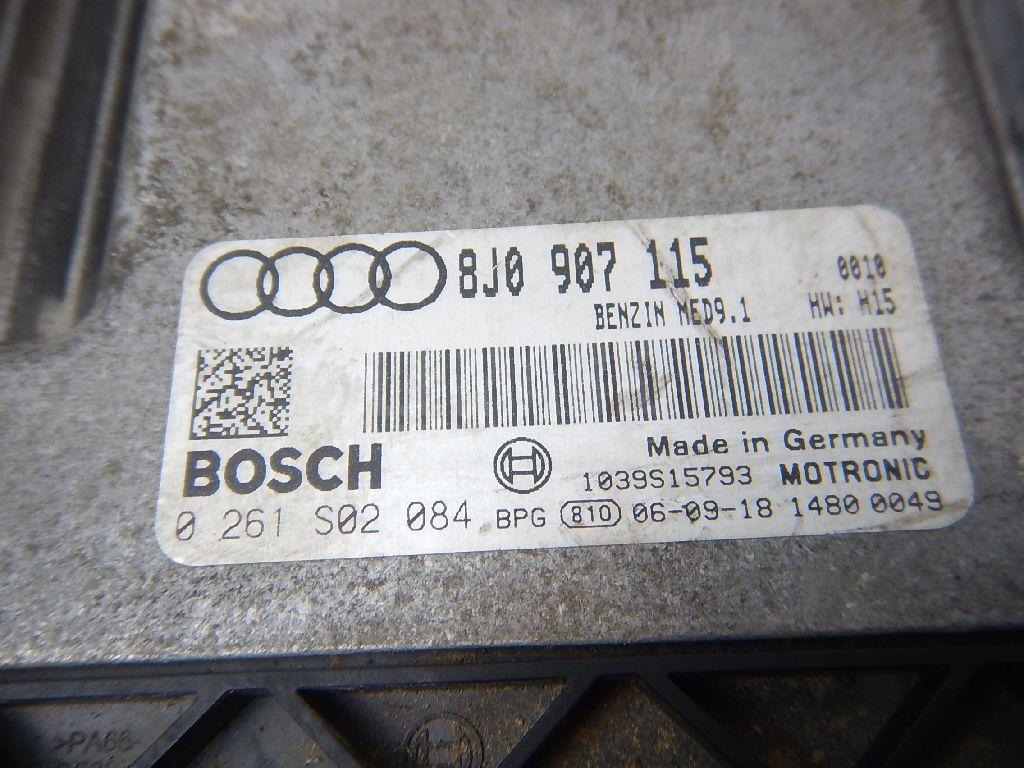 8J0 907 115 0010
BENZIN MED9.1 HW: H15
Made in Germany
BOSCH 1039S15793 MOTRONIC
0 261 S02 084 BPG 810 06-09-18 1480 0049
>PA66-